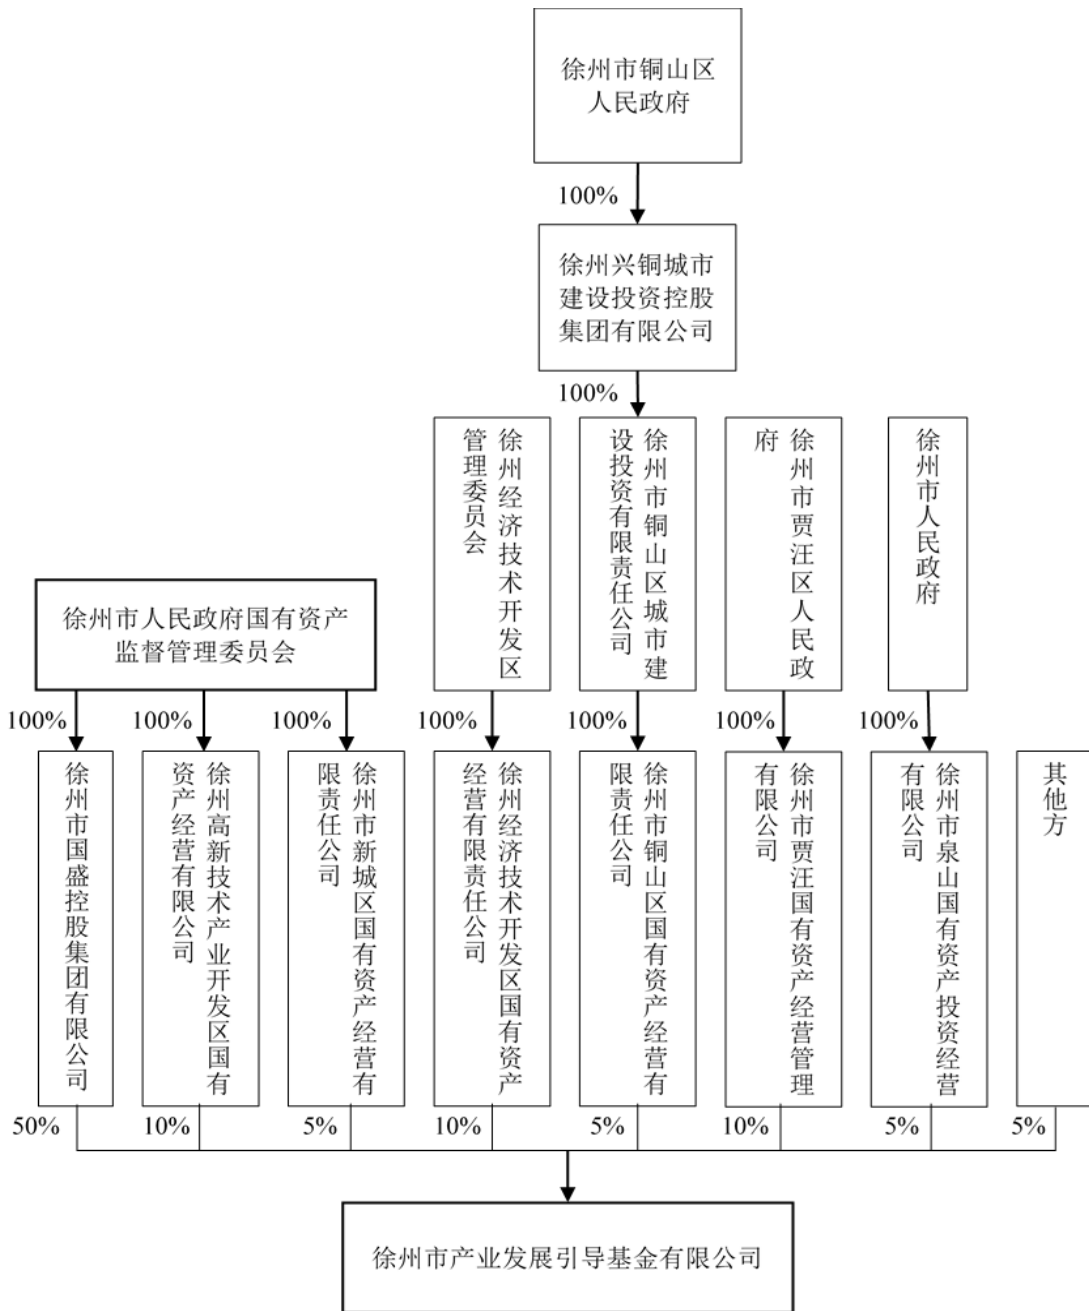 徐州市铜山区
人民政府
100%
徐州兴铜城市
建设投资控股
集团有限公司
100%
徐州经济技术开发区
管理委员会
徐州市铜山区城市建
设投资有限责任公司
徐州市贾汪区人民政
府
徐州市人民政府
徐州市人民政府国有资产
监督管理委员会
100%
100%
100%
100%
100%
100%
100%
徐州市国盛控股集团有限公司
徐州高新技术产业开发区国有
资产经营有限公司
徐州市新城区国有资产经营有
限责任公司
徐州经济技术开发区国有资产
经营有限责任公司
徐州市铜山区国有资产经营有
限责任公司
徐州市贾汪国有资产经营管理
有限公司
徐州市泉山国有资产投资经营
有限公司
其他方
50%
10%
5%
10%
5%
10%
5%
5%
徐州市产业发展引导基金有限公司